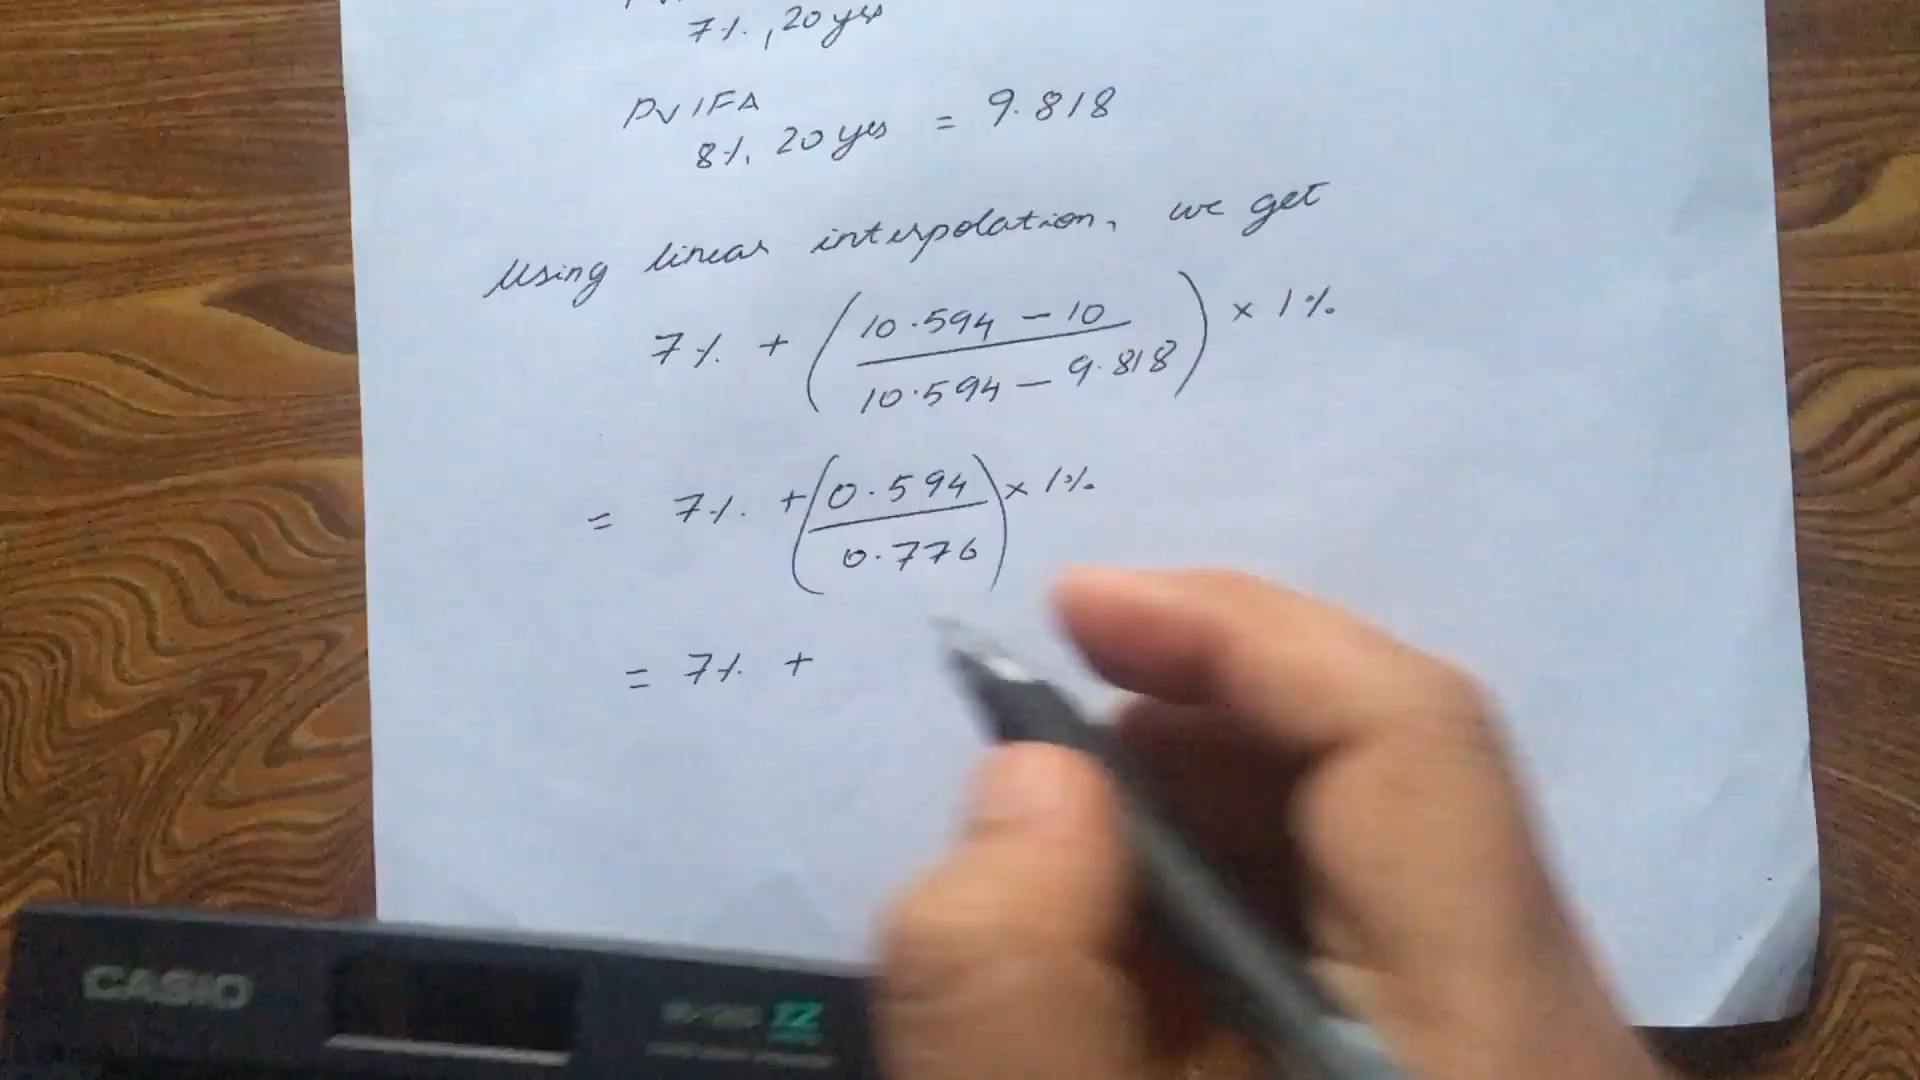 7%, 20 yrs
PVIFA
8%, 20 yrs = 9.818
Using linear interpolation, we get
7% + (10.594 - 10 / 10.594 - 9.818) × 1%
= 7% + (0.594 / 0.776) × 1%
= 7% +
CASIO